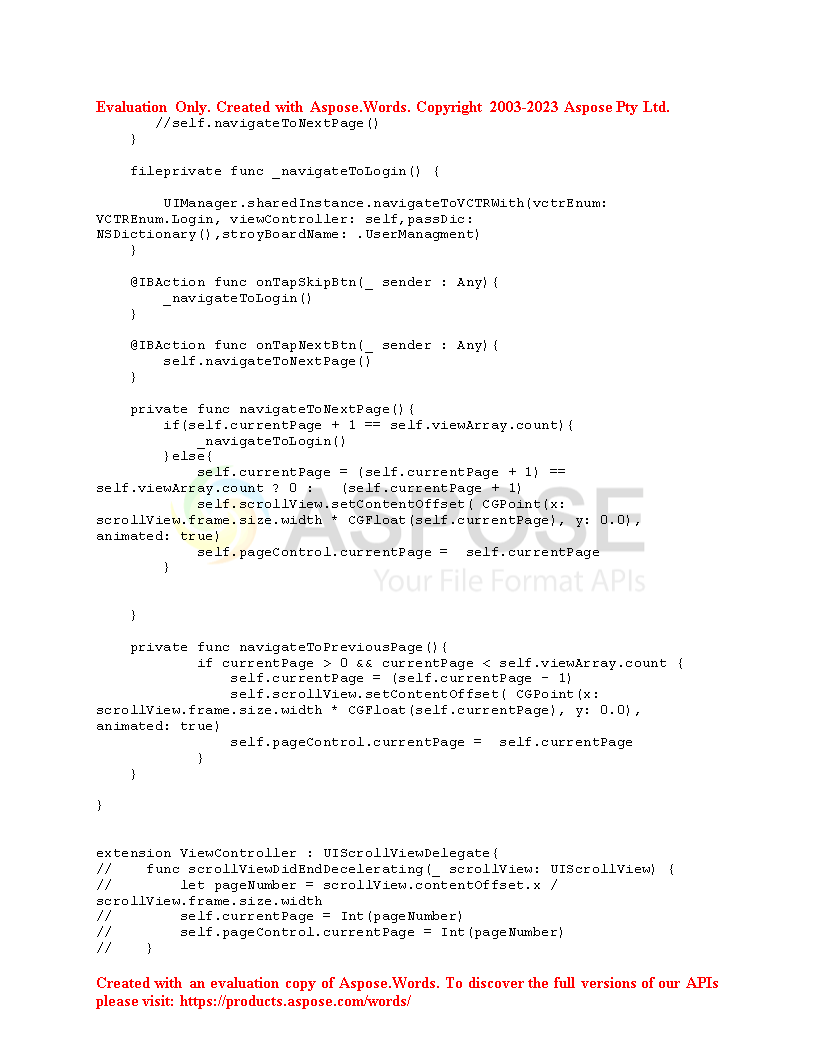 Evaluation Only. Created with Aspose.Words. Copyright 2003-2023 Aspose Pty Ltd.
//self.navigateToNextPage()
}
fileprivate func _navigateToLogin() {
UIManager.sharedInstance.navigateToVCTRWith(vctrEnum:
VCTREnum.Login, viewController: self,passDic:
NSDictionary(),stroyBoardName: .UserManagment)
}
@IBAction func onTapSkipBtn(_ sender : Any){
_navigateToLogin()
}
@IBAction func onTapNextBtn(_ sender : Any){
self.navigateToNextPage()
}
private func navigateToNextPage(){
if(self.currentPage + 1 == self.viewArray.count){
_navigateToLogin()
}else{
self.currentPage = (self.currentPage + 1) ==
self.viewArray.count ? 0 :   (self.currentPage + 1)
self.scrollView.setContentOffset( CGPoint(x:
scrollView.frame.size.width * CGFloat(self.currentPage), y: 0.0),
animated: true)
self.pageControl.currentPage =  self.currentPage
}
ASPOSE
Your File Format APIs
}
private func navigateToPreviousPage(){
if currentPage > 0 && currentPage < self.viewArray.count {
self.currentPage = (self.currentPage - 1)
self.scrollView.setContentOffset( CGPoint(x:
scrollView.frame.size.width * CGFloat(self.currentPage), y: 0.0),
animated: true)
self.pageControl.currentPage =  self.currentPage
}
}
}
extension ViewController : UIScrollViewDelegate{
//    func scrollViewDidEndDecelerating(_ scrollView: UIScrollView) {
//        let pageNumber = scrollView.contentOffset.x /
scrollView.frame.size.width
//        self.currentPage = Int(pageNumber)
//        self.pageControl.currentPage = Int(pageNumber)
//    }
Created with an evaluation copy of Aspose.Words. To discover the full versions of our APIs
please visit: https://products.aspose.com/words/